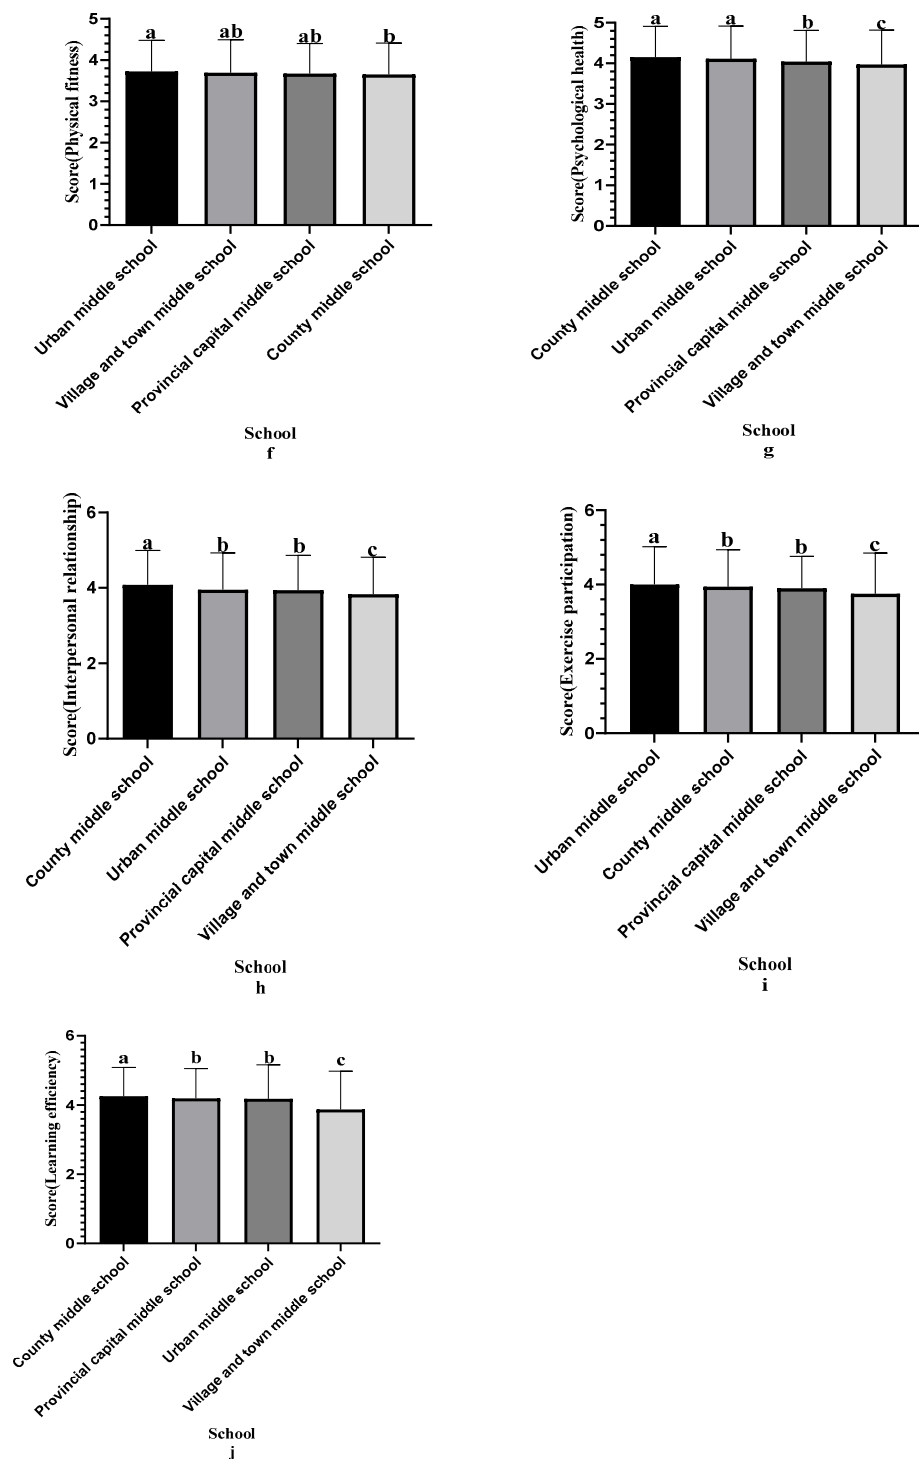 Score(Physical fitness)
5
4
3
2
1
0
a
ab
ab
b
Urban middle school
Village and town middle school
Provincial capital middle school
County middle school
School
f
Score(Psychological health)
5
4
3
2
1
0
a
a
b
c
County middle school
Urban middle school
Provincial capital middle school
Village and town middle school
School
g
Score(Interpersonal relationship)
6
4
2
0
a
b
b
c
County middle school
Urban middle school
Provincial capital middle school
Village and town middle school
School
h
Score(Exercise participation)
6
4
2
0
a
b
b
c
Urban middle school
County middle school
Provincial capital middle school
Village and town middle school
School
i
Score(Learning efficiency)
6
4
2
0
a
b
b
c
County middle school
Provincial capital middle school
Urban middle school
Village and town middle school
School
j